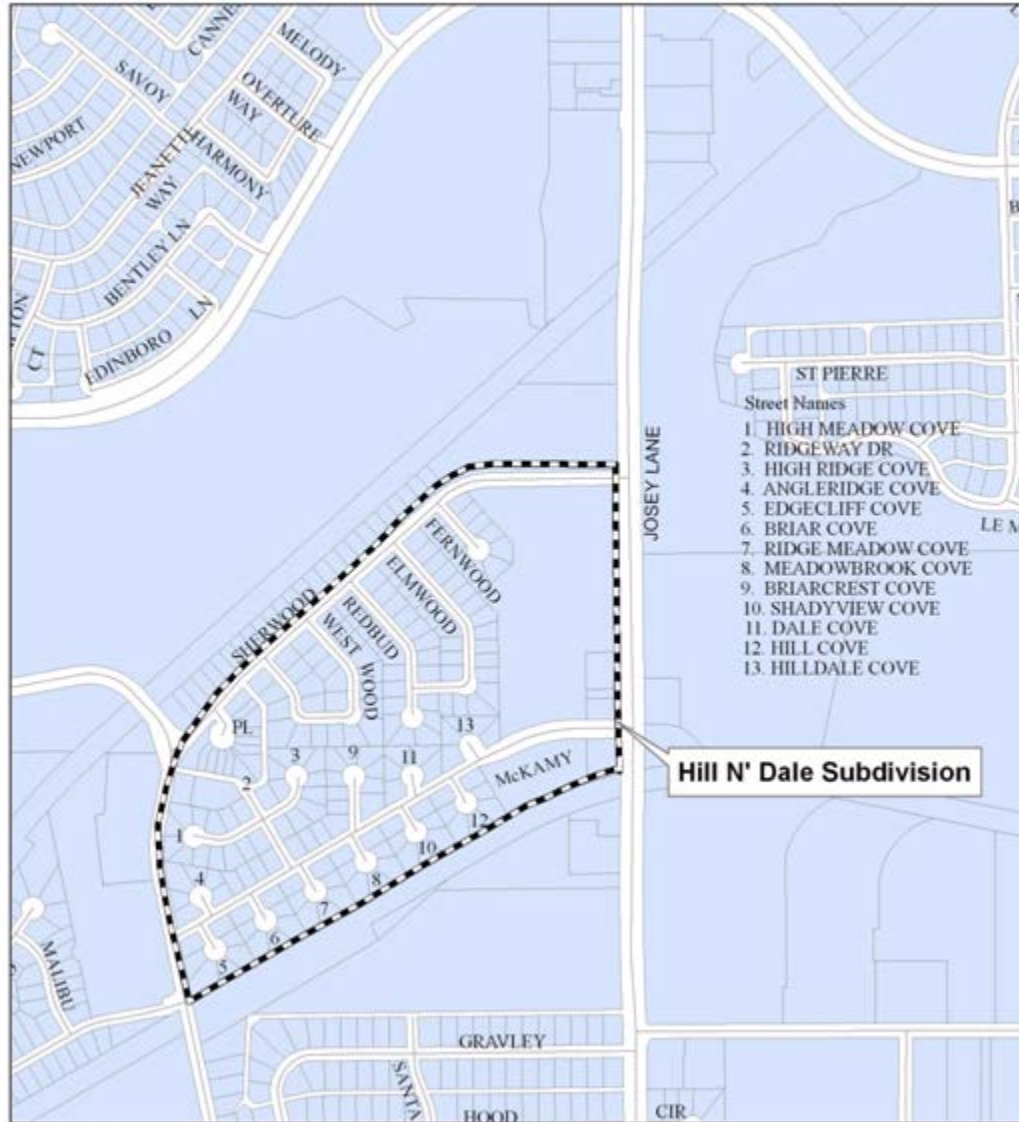 MELODY
SAVOY
OVERTURE
WAY
NEWPORT
JEANETTE
HARMONY
WAY
BENTLEY LN
EDINBORO LN
CT
ST PIERRE
Street Names
1. HIGH MEADOW COVE
2. RIDGEWAY DR
3. HIGH RIDGE COVE
4. ANGLERIDGE COVE
5. EDGECLIFF COVE
6. BRIAR COVE
7. RIDGE MEADOW COVE
8. MEADOWBROOK COVE
9. BRIARCREST COVE
10. SHADYVIEW COVE
11. DALE COVE
12. HILL COVE
13. HILLDALE COVE
JOSEY LANE
FERNWOOD
ELMWOOD
REDBUD
WEST
WOOD
SHERWOOD
PL
13
3
9
11
2
McKAMY
Hill N' Dale Subdivision
12
1
10
4
8
7
6
5
MALIBU
GRAVLEY
SANTA
HOOD
CIR